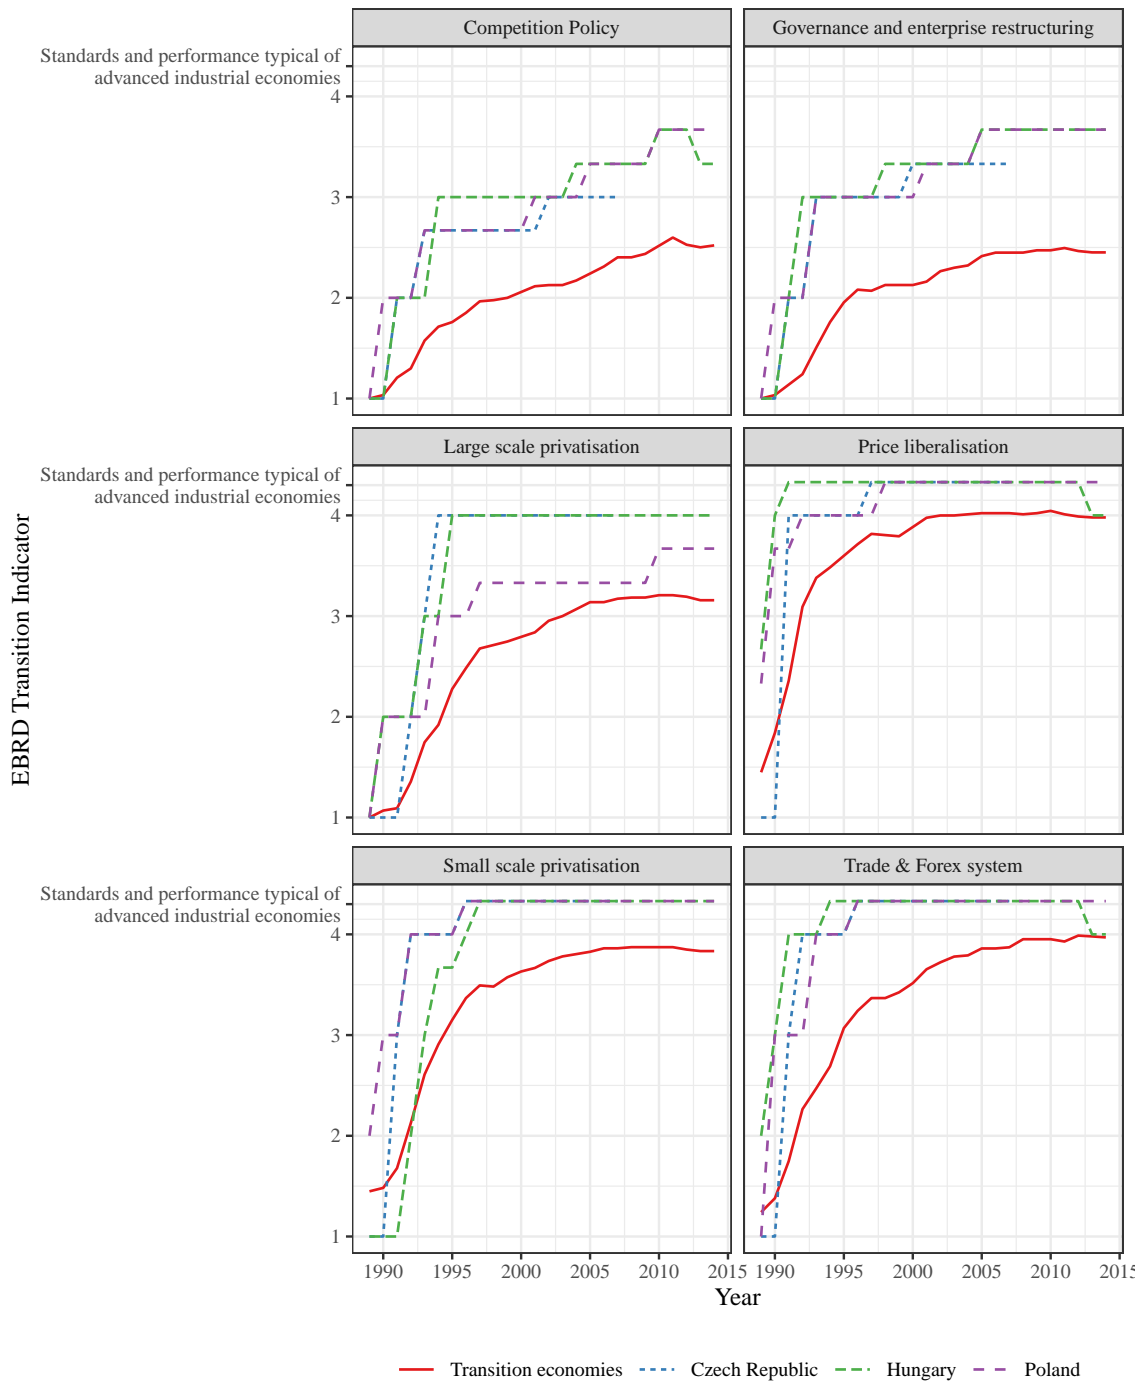 Competition Policy
Governance and enterprise restructuring
Standards and performance typical of
advanced industrial economies
4
3
2
1
Large scale privatisation
Price liberalisation
Standards and performance typical of
advanced industrial economies
4
3
2
1
EBRD Transition Indicator
Small scale privatisation
Trade & Forex system
Standards and performance typical of
advanced industrial economies
4
3
2
1
1990 1995 2000 2005 2010 2015
1990 1995 2000 2005 2010 2015
Year
Transition economies Czech Republic Hungary Poland